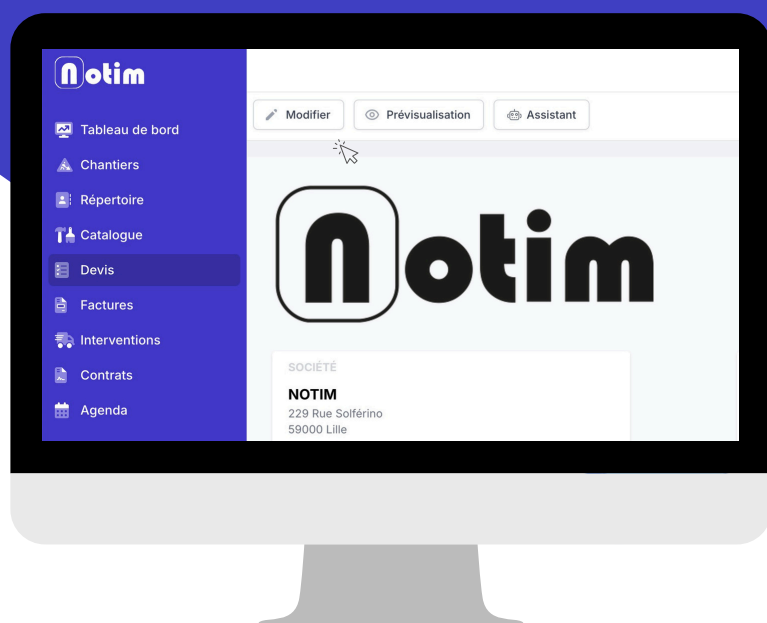 Notim
Tableau de bord
Chantiers
Répertoire
Catalogue
Devis
Factures
Interventions
Contrats
Agenda
Modifier
Prévisualisation
Assistant
Notim
SOCIÉTÉ
NOTIM
229 Rue Solférino
59000 Lille